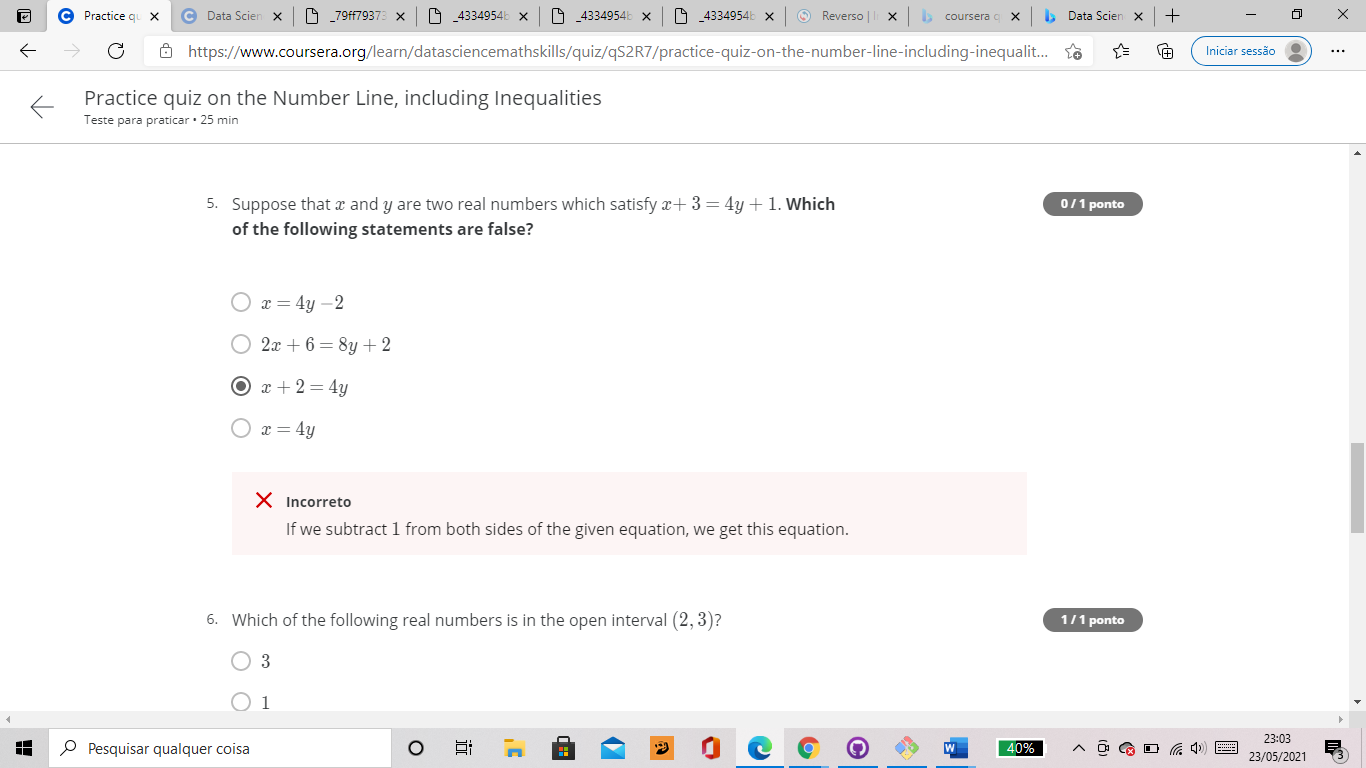 Practice qu
Data Scien
_79ff79373
_4334954b
_4334954b
_4334954b
Reverso | I
coursera q
Data Scien
https://www.coursera.org/learn/datasciencemathskills/quiz/qS2R7/practice-quiz-on-the-number-line-including-inequalit...
Iniciar sessão
Practice quiz on the Number Line, including Inequalities
Teste para praticar • 25 min
5. Suppose that x and y are two real numbers which satisfy x+ 3 = 4y + 1. Which
of the following statements are false?
0 / 1 ponto
x = 4y −2
2x + 6 = 8y + 2
x + 2 = 4y
x = 4y
Incorreto
If we subtract 1 from both sides of the given equation, we get this equation.
6. Which of the following real numbers is in the open interval (2, 3)?
1 / 1 ponto
3
1
Pesquisar qualquer coisa
40%
23:03
23/05/2021
3